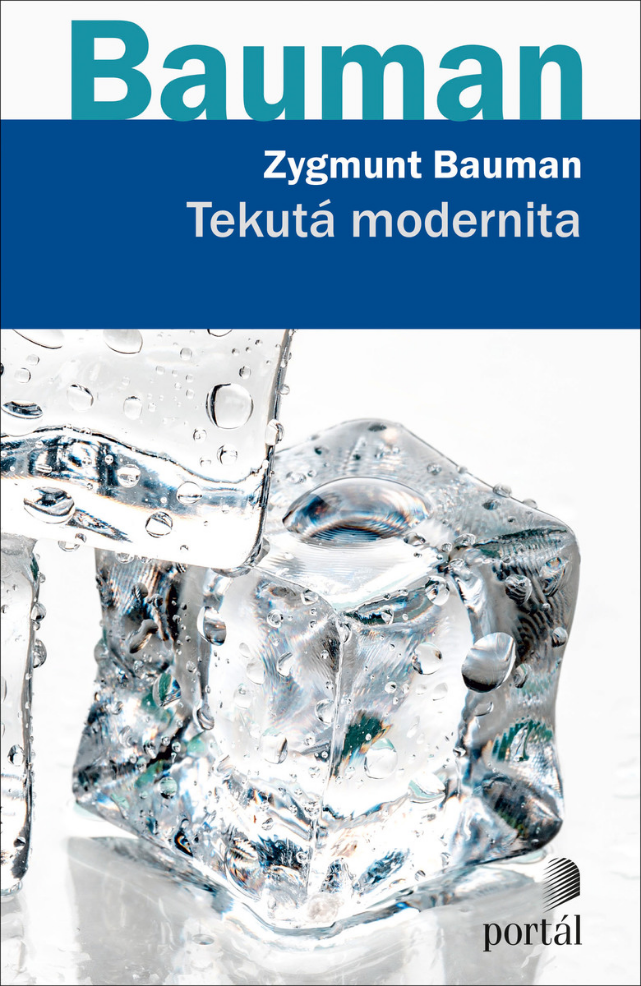 Bauman
Zygmunt Bauman
Tekutá modernita
portál